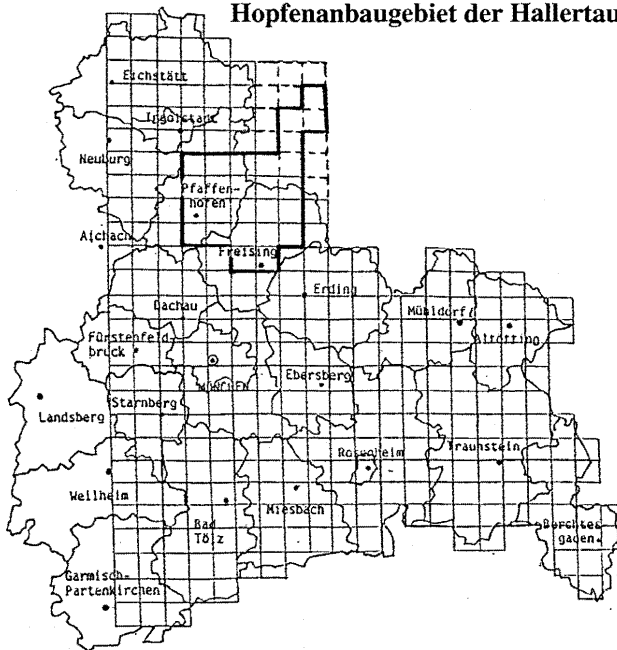 Hopfenanbaugebiet der Hallertau
Eichstätt
Ingolstadt
Neuburg
Pfaffen-
hofen
Aichach
Freising
Erding
Dachau
Mühldorf
Altötting
Fürstenfeld
bruck
MÜNCHEN
Ebersberg
Starnberg
Landsberg
Rosenheim
Traunstein
Weilheim
Miesbach
Bad
Tölz
Berchtes
gaden
Garmisch-
Partenkirchen